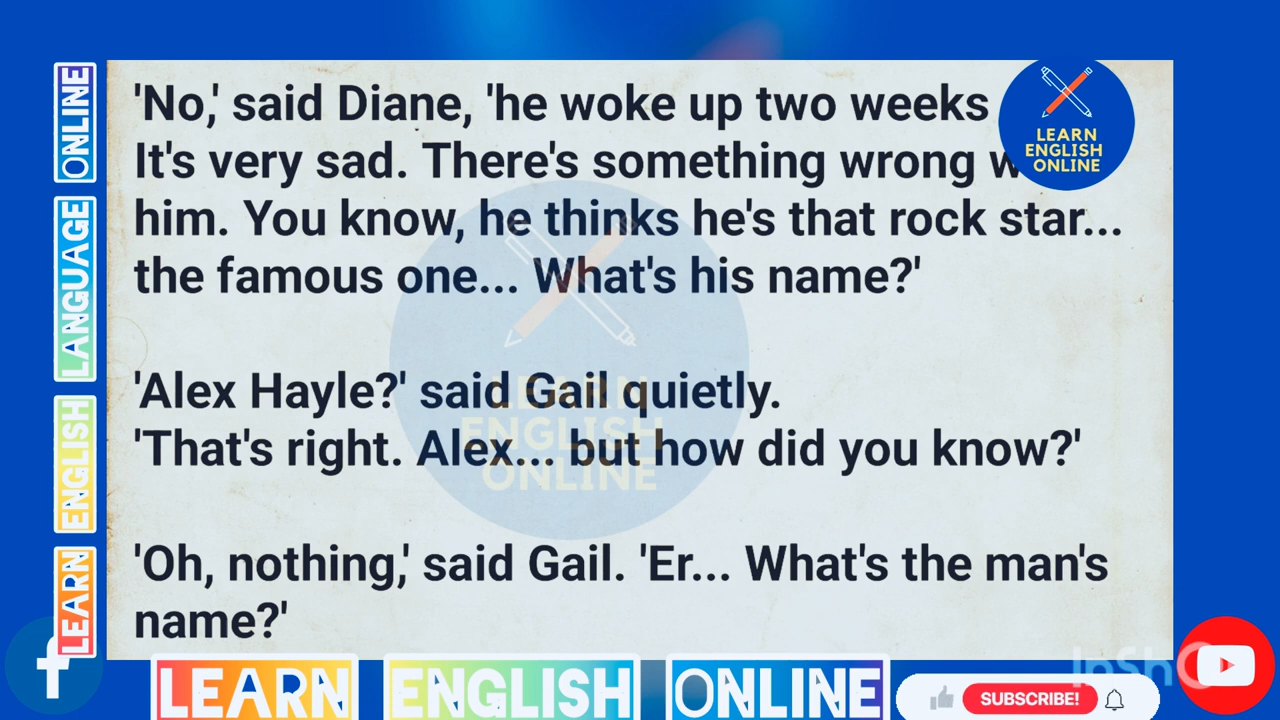 'No,' said Diane, 'he woke up two weeks
It's very sad. There's something wrong
him. You know, he thinks he's that rock star...
the famous one... What's his name?'
'Alex Hayle?' said Gail quietly.
'That's right. Alex... but how did you know?'
'Oh, nothing,' said Gail. 'Er... What's the man's
name?'
LEARN
ENGLISH
ONLINE
LEARN
ENGLISH
ONLINE
LEARN ENGLISH LANGUAGE ONLINE
LEARN ENGLISH ONLINE
SUBSCRIBE!